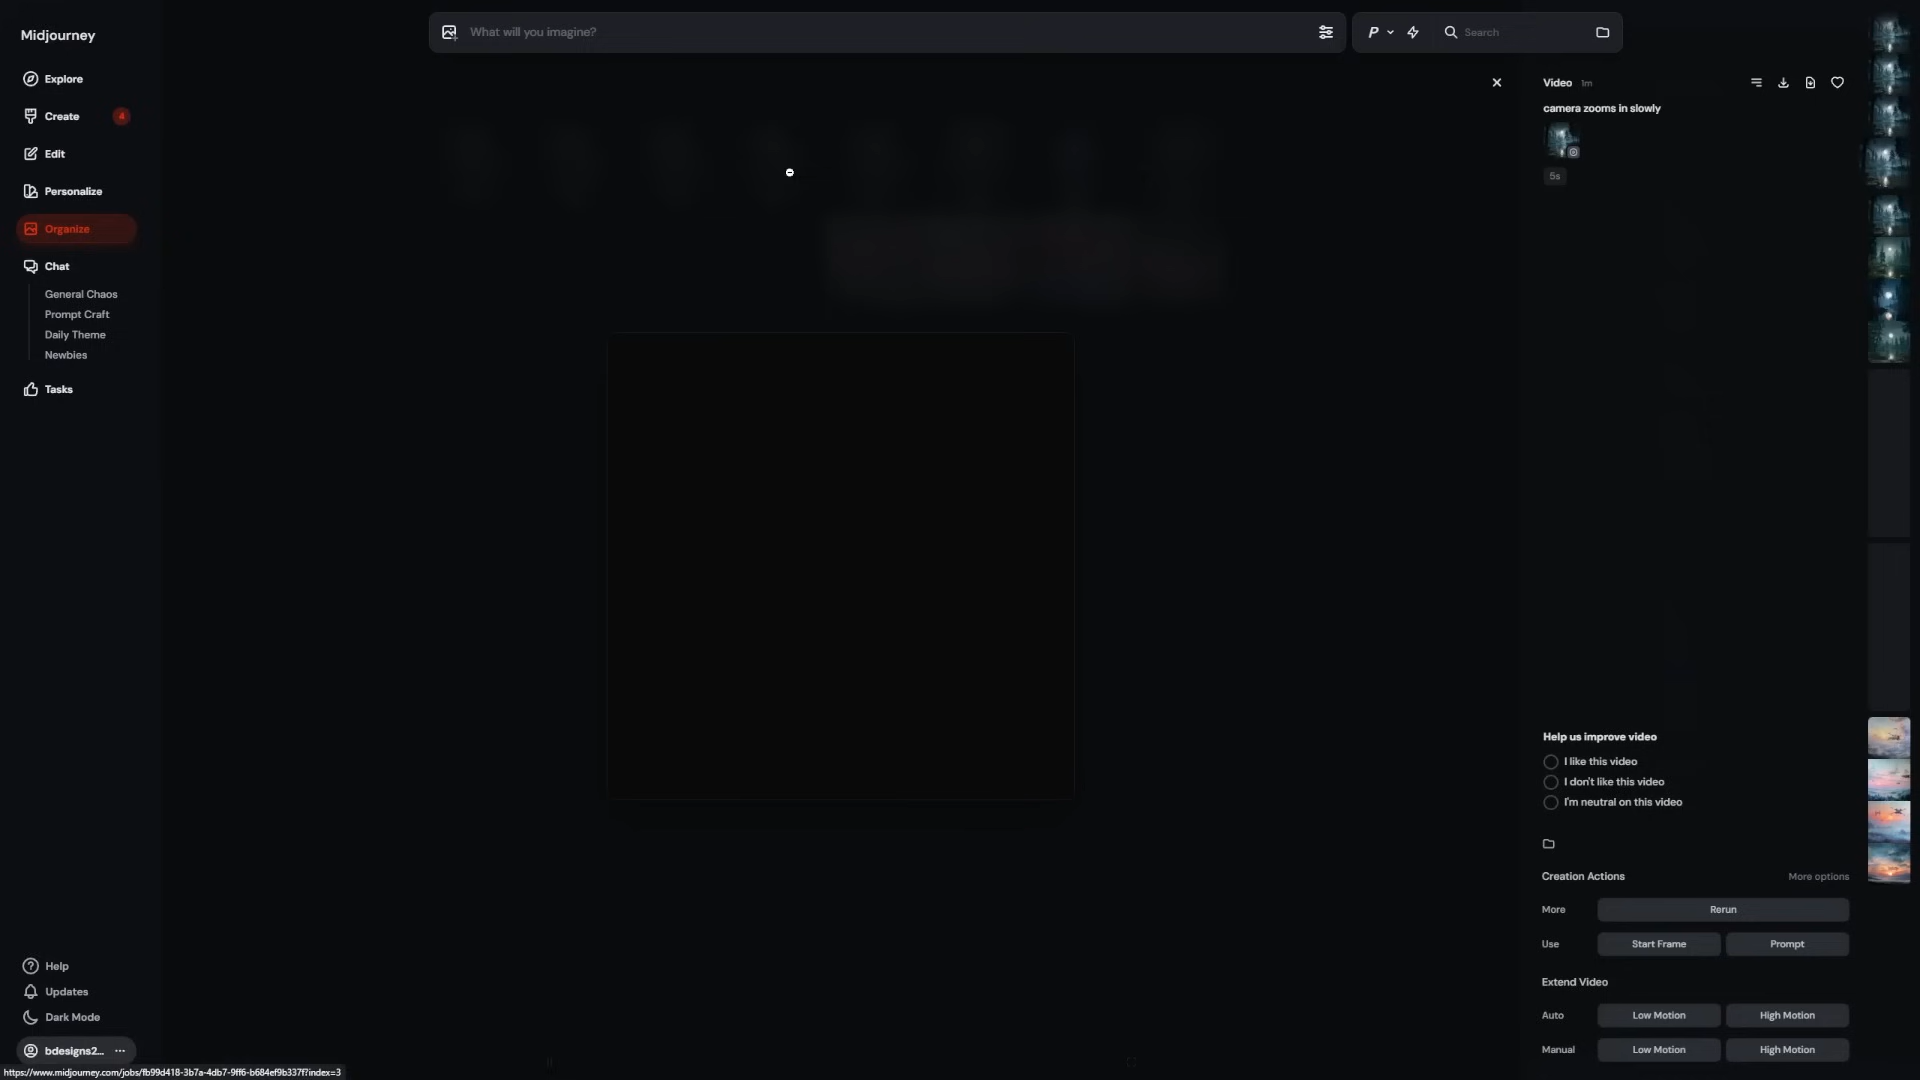 Midjourney
What will you imagine?
P
Search
Explore
Create 4
Edit
Personalize
Organize
Chat
General Chaos
Prompt Craft
Daily Theme
Newbies
Tasks
Video 1m
camera zooms in slowly
5s
Help us improve video
I like this video
I don't like this video
I'm neutral on this video
Creation Actions More options
More Rerun
Use Start Frame Prompt
Extend Video
Auto Low Motion High Motion
Manual Low Motion High Motion
Help
Updates
Dark Mode
bdesigns2... ...
https://www.midjourney.com/jobs/fb99d418-3b7a-4db7-9ff6-b684ef9b337f?index=3